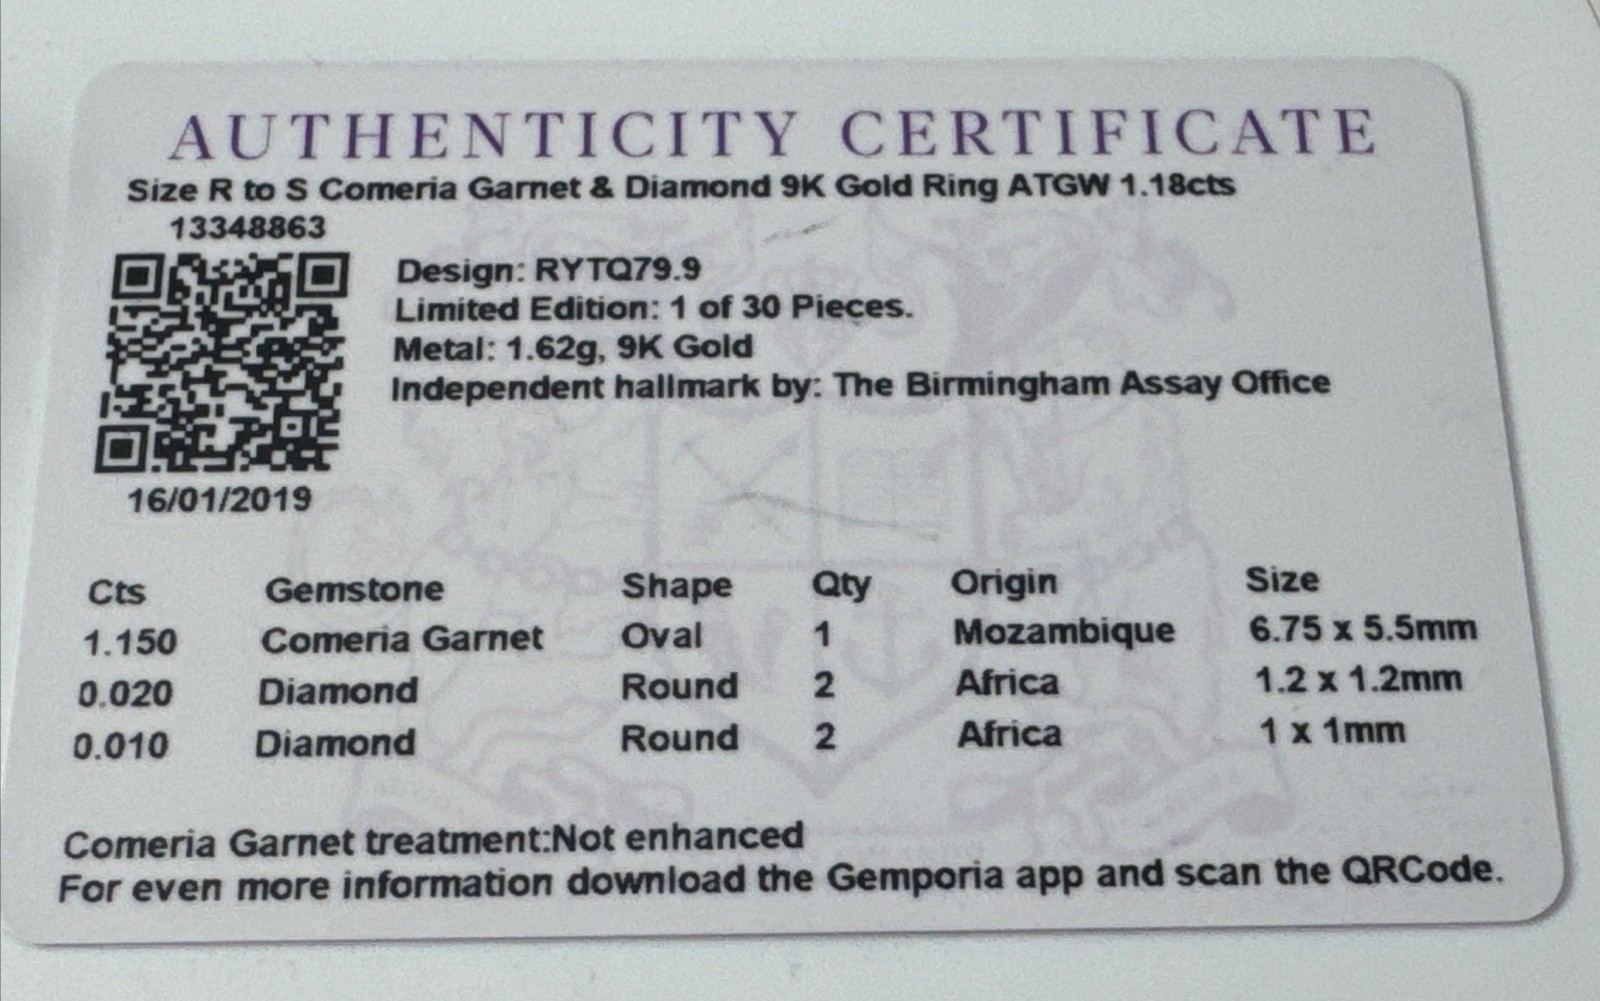 AUTHENTICITY CERTIFICATE
Size R to S Comeria Garnet & Diamond 9K Gold Ring ATGW 1.18cts
13348863
Design: RYTQ79.9
Limited Edition: 1 of 30 Pieces.
Metal: 1.62g, 9K Gold
Independent hallmark by: The Birmingham Assay Office
16/01/2019
Cts Gemstone Shape Qty Origin Size
1.150 Comeria Garnet Oval 1 Mozambique 6.75 x 5.5mm
0.020 Diamond Round 2 Africa 1.2 x 1.2mm
0.010 Diamond Round 2 Africa 1 x 1mm
Comeria Garnet treatment:Not enhanced
For even more information download the Gemporia app and scan the QRCode.